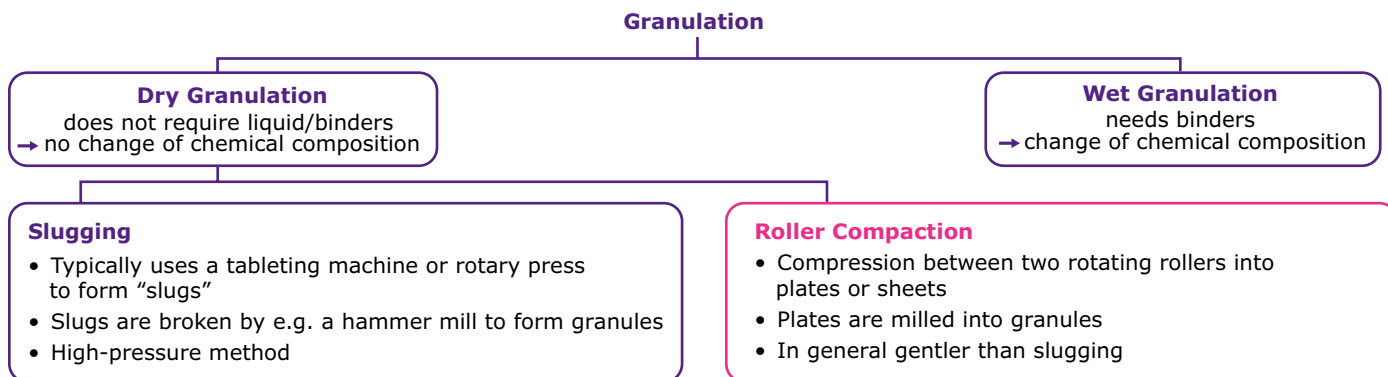 Granulation
Dry Granulation
does not require liquid/binders
→ no change of chemical composition
Wet Granulation
needs binders
→ change of chemical composition
Slugging
• Typically uses a tableting machine or rotary press
to form “slugs”
• Slugs are broken by e.g. a hammer mill to form granules
• High-pressure method
Roller Compaction
• Compression between two rotating rollers into
plates or sheets
• Plates are milled into granules
• In general gentler than slugging